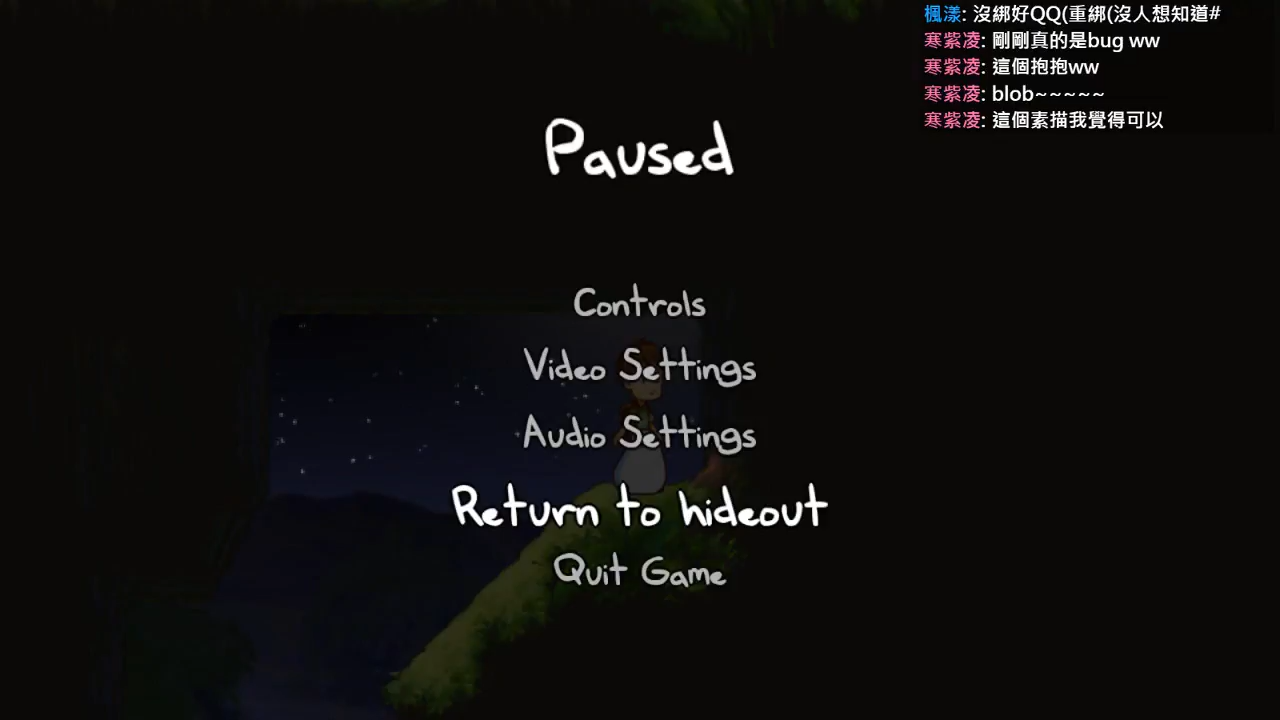 楓漾: 沒綁好QQ(重綁(沒人想知道#
寒紫凌: 剛剛真的是bug ww
寒紫凌: 這個抱抱ww
寒紫凌: blob~~~~~
寒紫凌: 這個素描我覺得可以
Paused
Controls
Video Settings
Audio Settings
Return to hideout
Quit Game